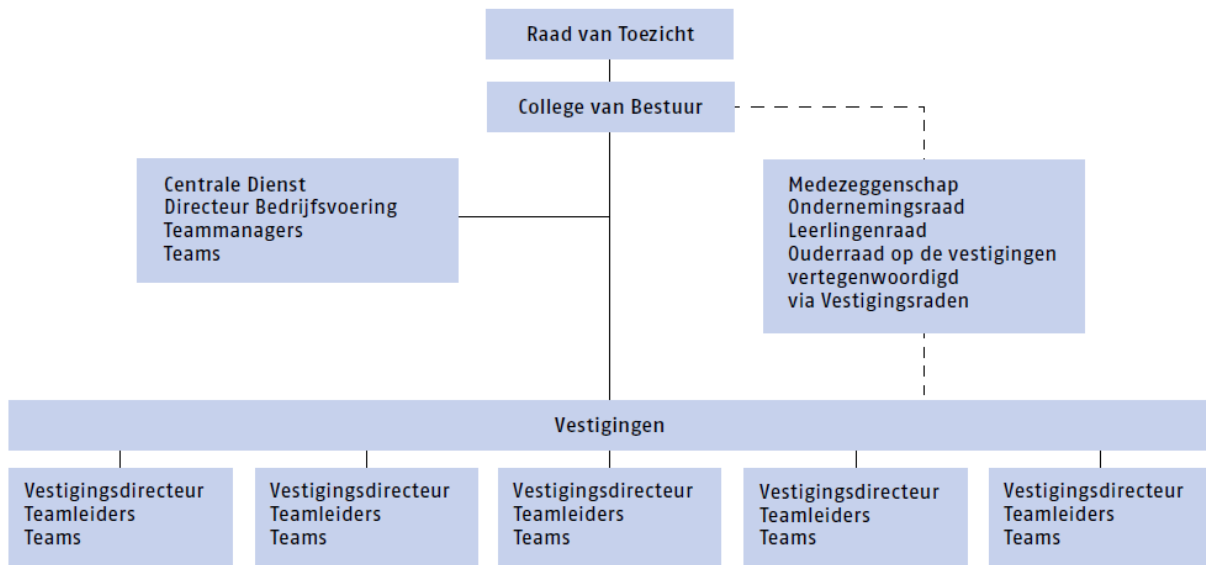 Raad van Toezicht
College van Bestuur
Centrale Dienst
Directeur Bedrijfsvoering
Teammanagers
Teams
Medezeggenschap
Ondernemingsraad
Leerlingenraad
Ouderraad op de vestigingen
vertegenwoordigd
via Vestigingsraden
Vestigingen
Vestigingsdirecteur
Teamleiders
Teams
Vestigingsdirecteur
Teamleiders
Teams
Vestigingsdirecteur
Teamleiders
Teams
Vestigingsdirecteur
Teamleiders
Teams
Vestigingsdirecteur
Teamleiders
Teams